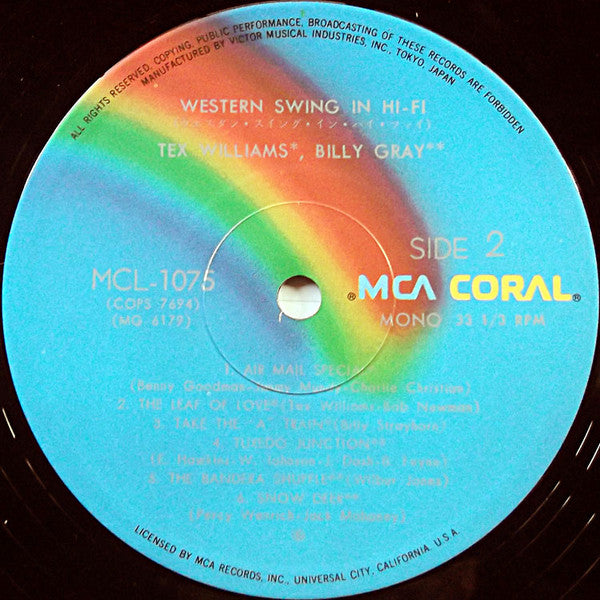 ALL RIGHTS RESERVED, COPYING, PUBLIC PERFORMANCE, BROADCASTING OF THESE RECORDS ARE FORBIDDEN
MANUFACTURED BY VICTOR MUSICAL INDUSTRIES, INC., TOKYO, JAPAN
WESTERN SWING IN HI-FI
(ウエスタン・スイング・イン・ハイ・ファイ)
TEX WILLIAMS*, BILLY GRAY**
SIDE 2
MCL-1075
(COPS 7694)
(MG 6179)
® MCA CORAL®
MONO 33 1/3 RPM
1. AIR MAIL SPECIAL
(Benny Goodman-Jimmy Mundy-Charlie Christian)
2. THE LEAF OF LOVE*(Tex Williams-Bob Newman)
3. TAKE THE "A" TRAIN*(Billy Strayhorn)
4. TUXEDO JUNCTION**
(E. Hawkins-W. Johnson-J. Dash-B. Feyne)
5. THE BANDERA SHUFFLE**(Wilbur Jones)
6. SNOW DEER**
(Percy Wenrich-Jack Mahoney)
LICENSED BY MCA RECORDS, INC., UNIVERSAL CITY, CALIFORNIA. U.S.A.